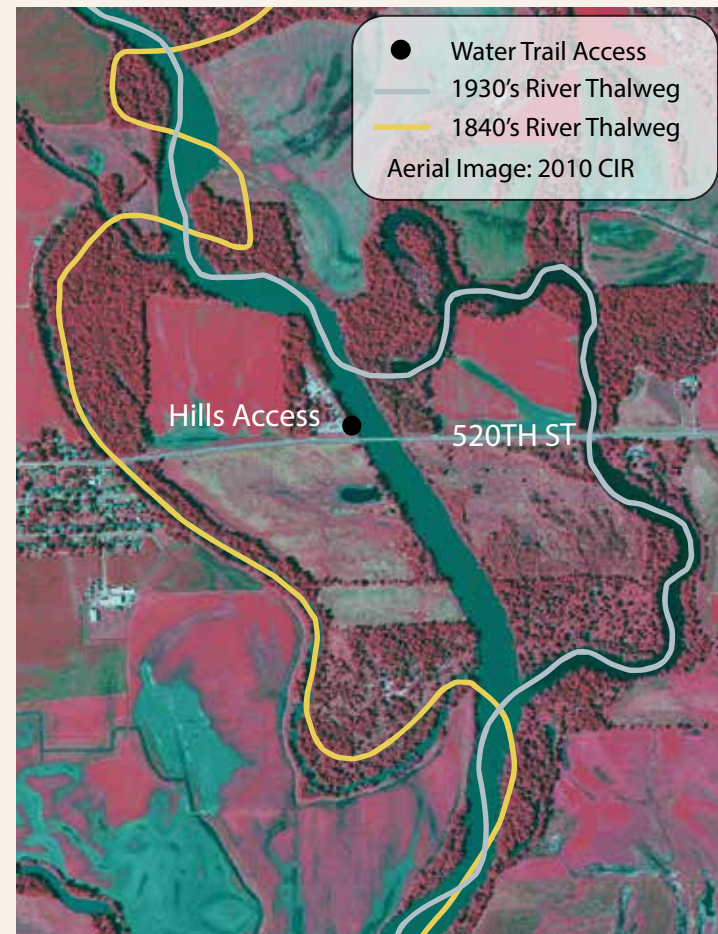 Water Trail Access
1930's River Thalweg
1840's River Thalweg
Aerial Image: 2010 CIR
Hills Access
520TH ST